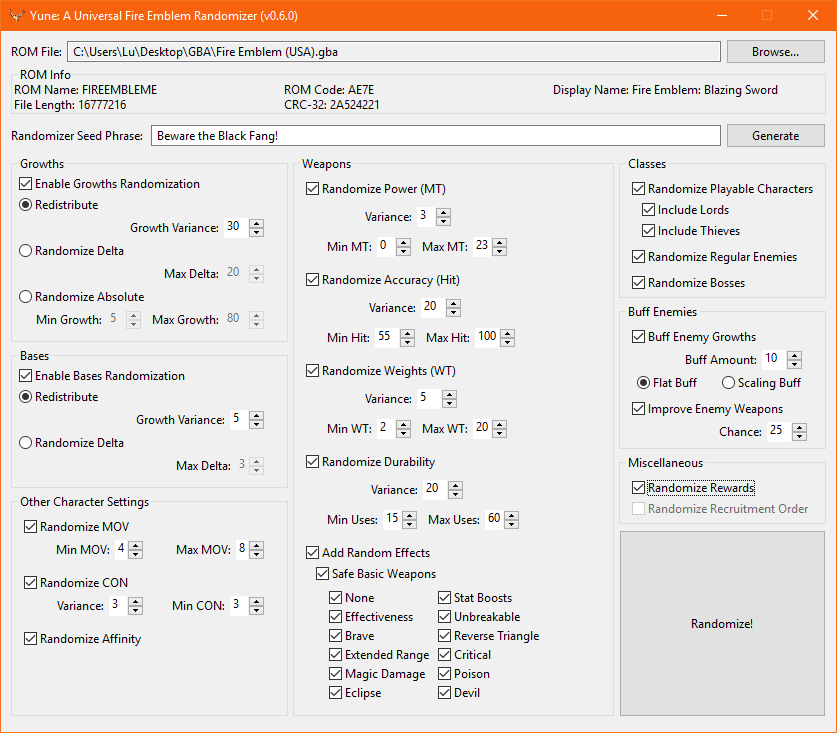 Yune: A Universal Fire Emblem Randomizer (v0.6.0)
ROM File: C:\Users\Lu\Desktop\GBA\Fire Emblem (USA).gba Browse...
ROM Info
ROM Name: FIREEMBLEME ROM Code: AE7E Display Name: Fire Emblem: Blazing Sword
File Length: 16777216 CRC-32: 2A524221
Randomizer Seed Phrase: Beware the Black Fang! Generate
Growths
Enable Growths Randomization
Redistribute
Growth Variance: 30
Randomize Delta
Max Delta: 20
Randomize Absolute
Min Growth: 5 Max Growth: 80
Bases
Enable Bases Randomization
Redistribute
Growth Variance: 5
Randomize Delta
Max Delta: 3
Other Character Settings
Randomize MOV
Min MOV: 4 Max MOV: 8
Randomize CON
Variance: 3 Min CON: 3
Randomize Affinity
Weapons
Randomize Power (MT)
Variance: 3
Min MT: 0 Max MT: 23
Randomize Accuracy (Hit)
Variance: 20
Min Hit: 55 Max Hit: 100
Randomize Weights (WT)
Variance: 5
Min WT: 2 Max WT: 20
Randomize Durability
Variance: 20
Min Uses: 15 Max Uses: 60
Add Random Effects
Safe Basic Weapons
None Stat Boosts
Effectiveness Unbreakable
Brave Reverse Triangle
Extended Range Critical
Magic Damage Poison
Eclipse Devil
Classes
Randomize Playable Characters
Include Lords
Include Thieves
Randomize Regular Enemies
Randomize Bosses
Buff Enemies
Buff Enemy Growths
Buff Amount: 10
Flat Buff Scaling Buff
Improve Enemy Weapons
Chance: 25
Miscellaneous
Randomize Rewards
Randomize Recruitment Order
Randomize!